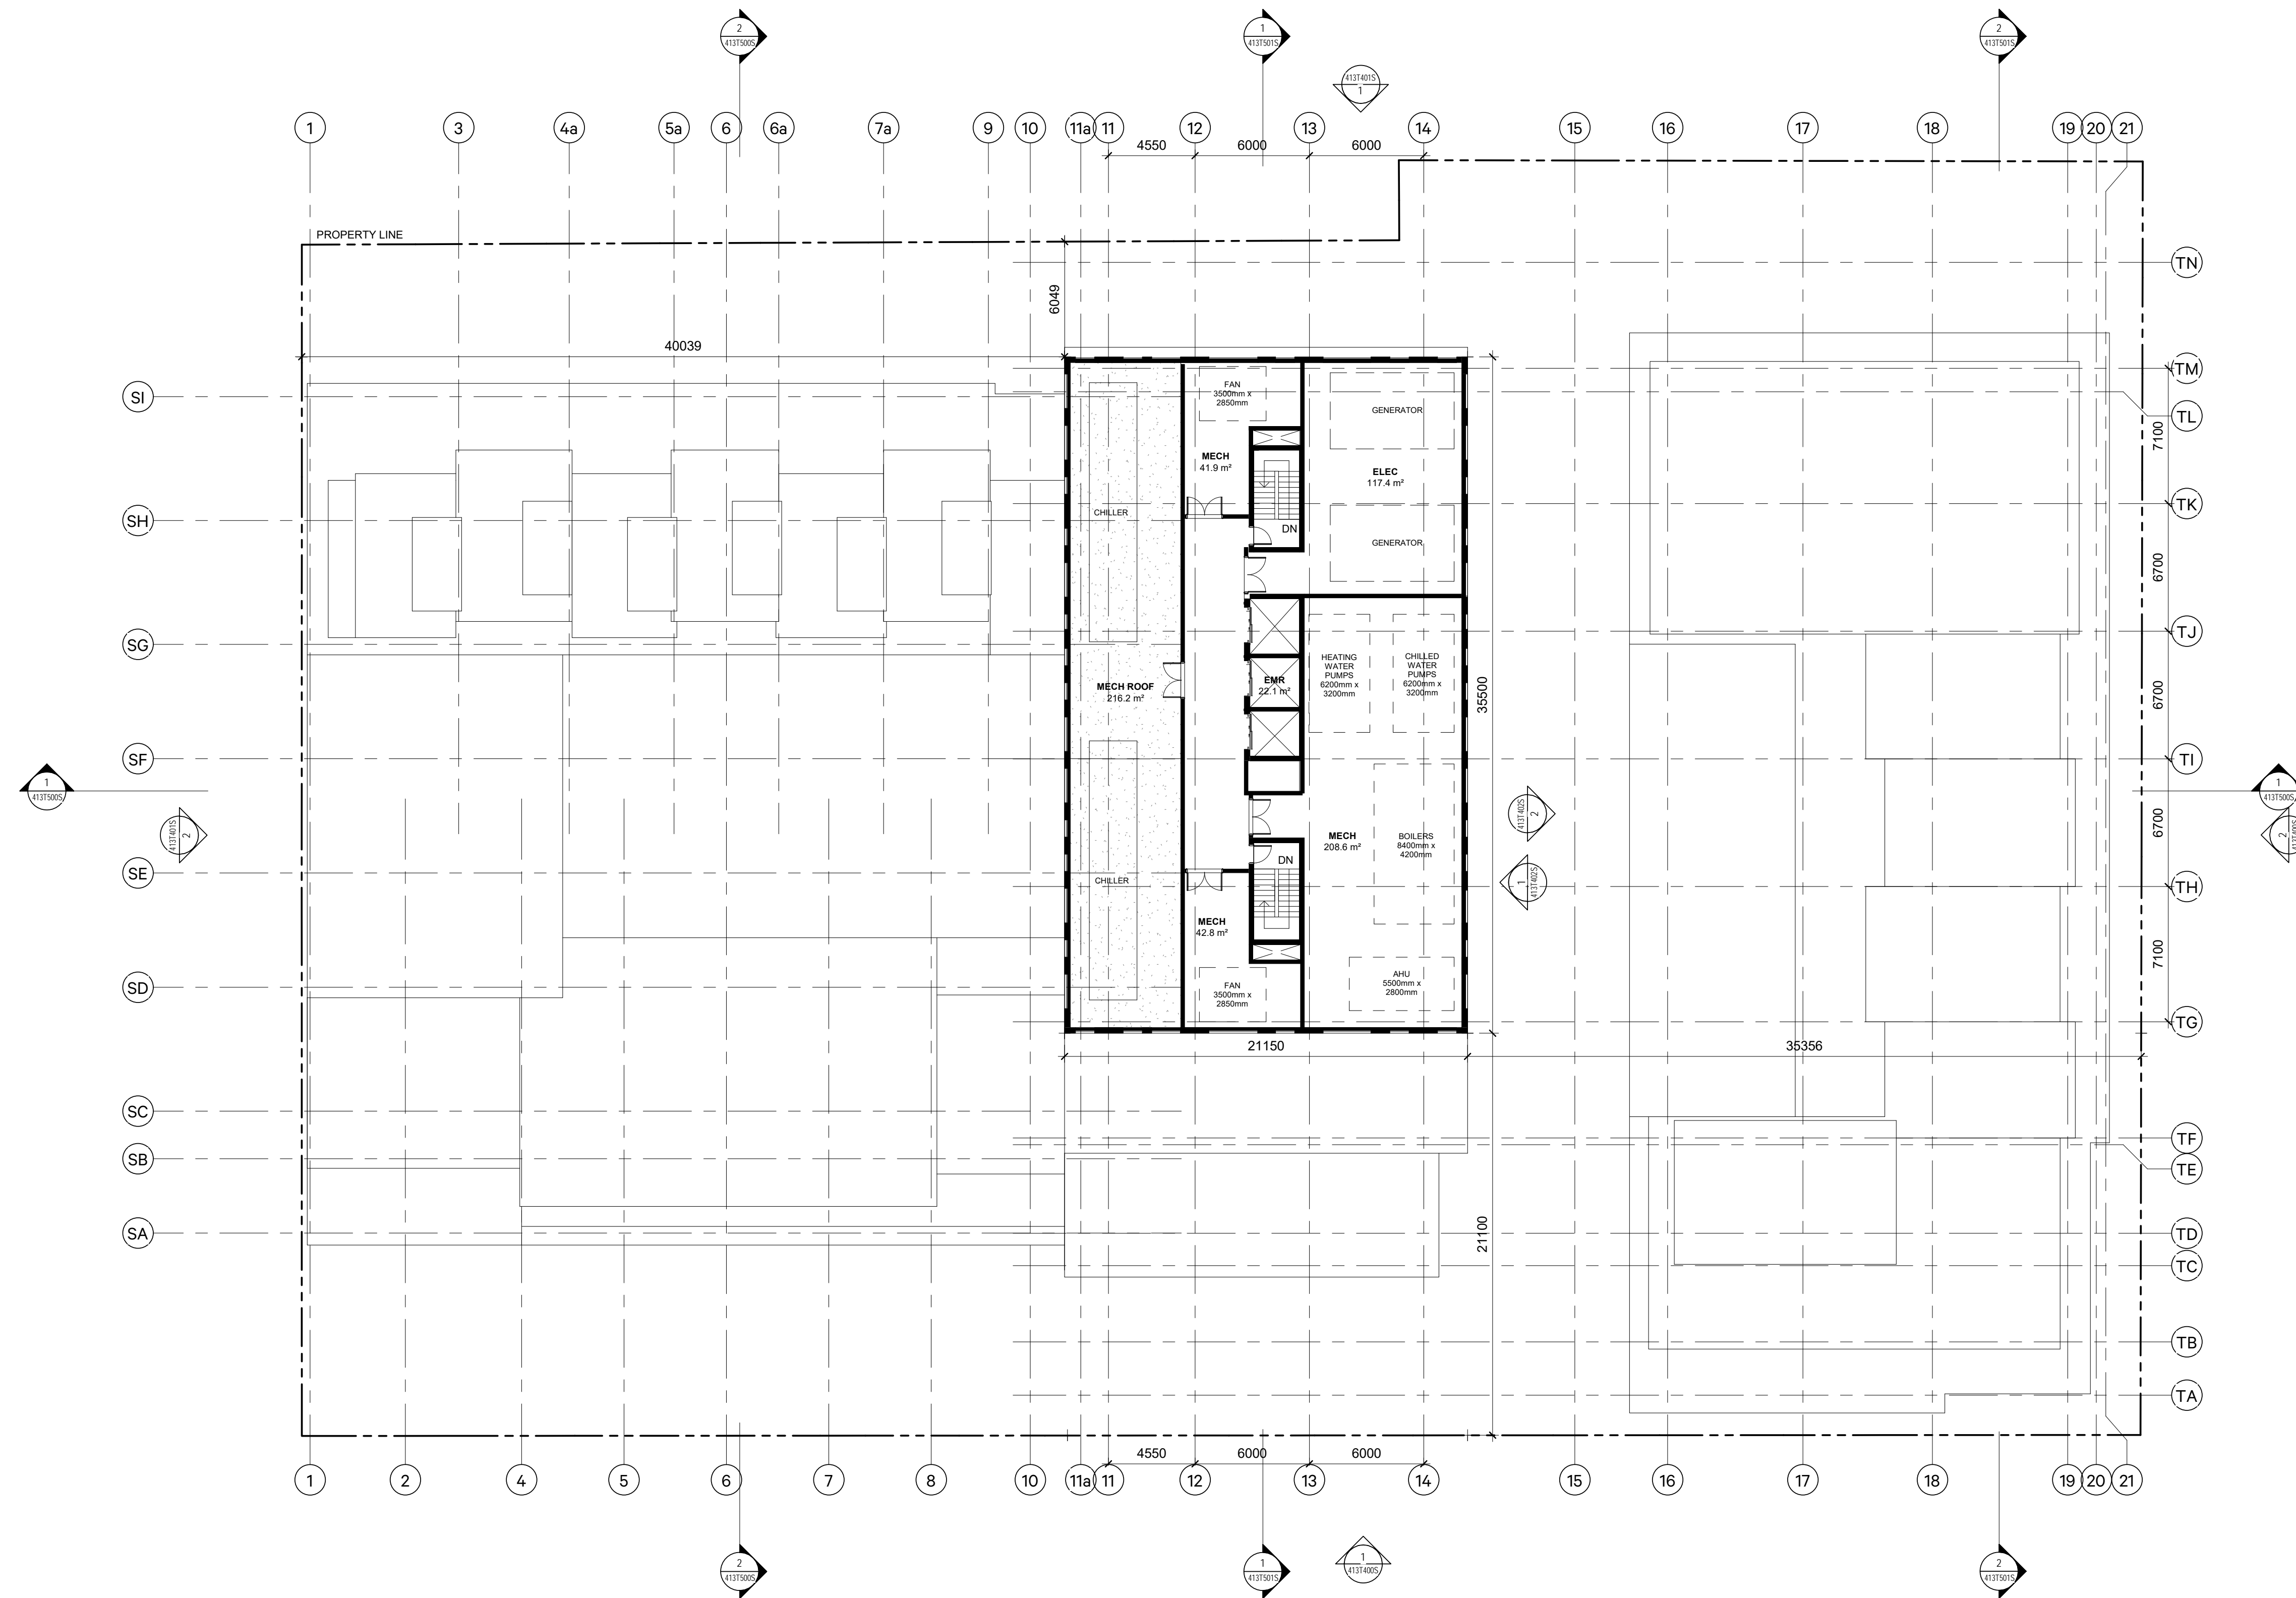 2
413T500S
1
413T501S
2
413T501S
413T401S
1
1
3
4a
5a
6
6a
7a
9
10
11a
11
12
13
14
15
16
17
18
19
20
21
4550
6000
6000
PROPERTY LINE
TN
6049
40039
TM
SI
TL
FAN
3500mm x
2850mm
GENERATOR
7100
MECH
41.9 m²
ELEC
117.4 m²
SH
CHILLER
TK
DN
GENERATOR
6700
SG
TJ
HEATING
WATER
PUMPS
6200mm x
3200mm
CHILLED
WATER
PUMPS
6200mm x
3200mm
EMR
22.1 m²
MECH ROOF
216.2 m²
35500
6700
SF
TI
1
413T500S
1
413T500S
413T401S
2
413T402S
2
2
413T400S
6700
MECH
208.6 m²
BOILERS
8400mm x
4200mm
DN
SE
CHILLER
1
413T402S
TH
MECH
42.8 m²
7100
AHU
5500mm x
2800mm
SD
FAN
3500mm x
2850mm
TG
21150
35356
SC
SB
TF
TE
SA
21100
TD
TC
TB
TA
4550
6000
6000
1
2
4
5
6
7
8
10
11a
11
12
13
14
15
16
17
18
19
20
21
2
413T500S
1
413T501S
1
413T400S
2
413T501S